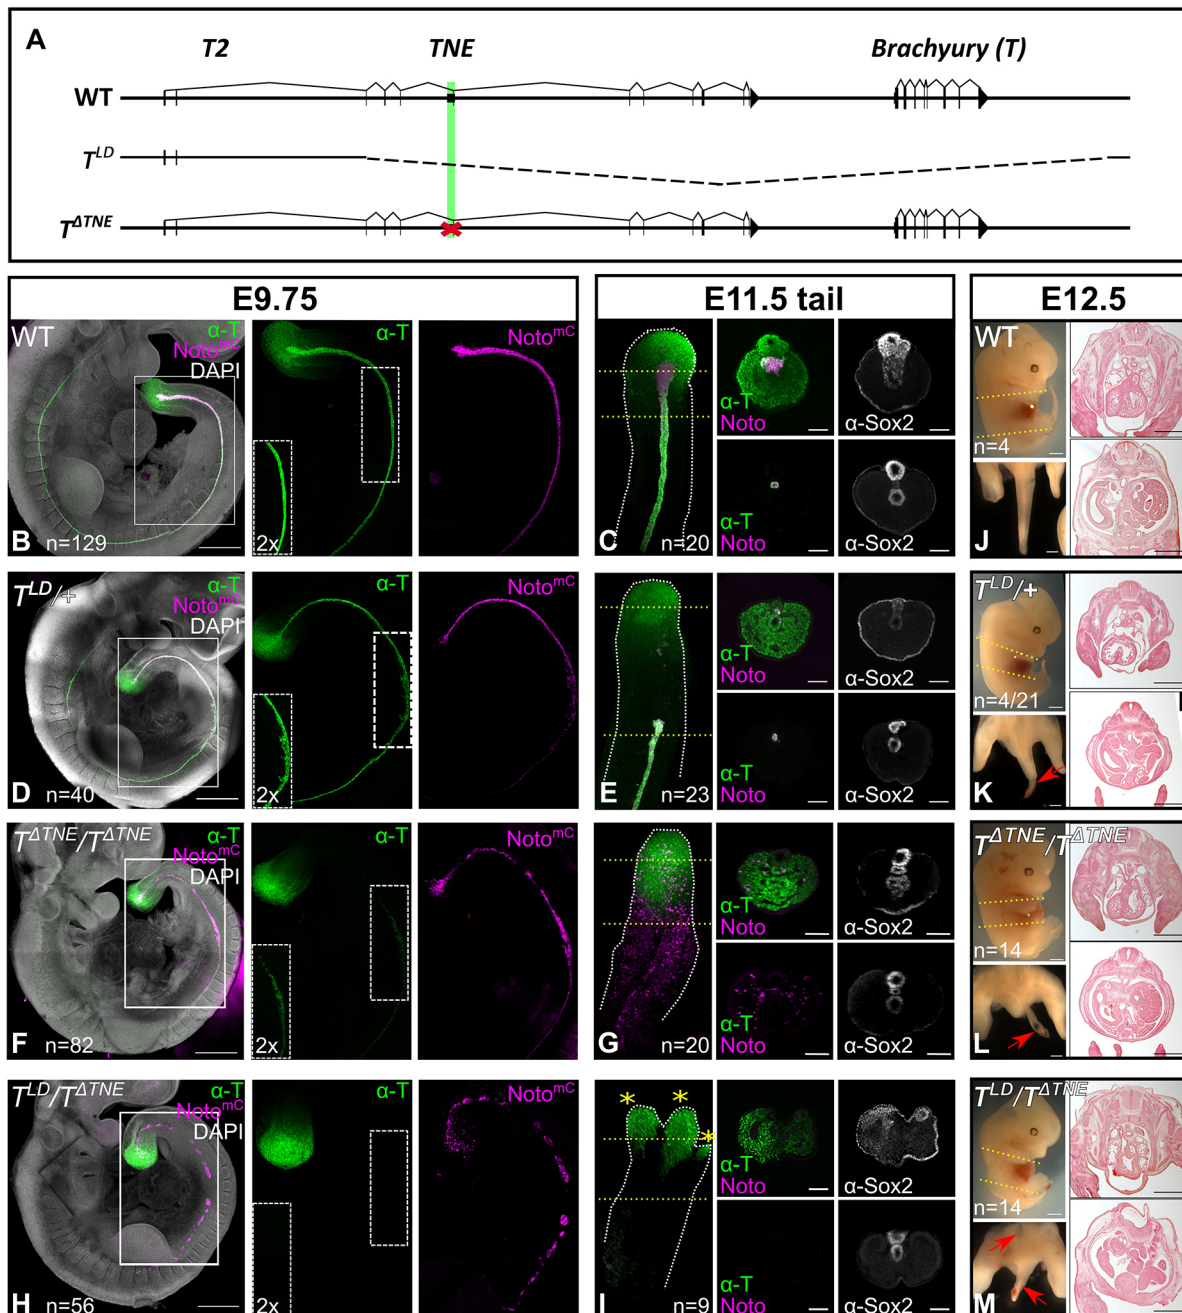 A
T2
TNE
Brachyury (T)
WT
T^LD
T^ΔTNE
E9.75
E11.5 tail
E12.5
WT
α-T
Noto^mC
DAPI
B
n=129
α-T
2x
Noto^mC
C
n=20
α-T
Noto
α-Sox2
α-T
Noto
α-Sox2
WT
n=4
J
T^LD/+
α-T
Noto^mC
DAPI
D
n=40
α-T
2x
Noto^mC
E
n=23
α-T
Noto
α-Sox2
α-T
Noto
α-Sox2
T^LD/+
n=4/21
K
T^ΔTNE/T^ΔTNE
α-T
Noto^mC
DAPI
F
n=82
α-T
2x
Noto^mC
G
n=20
α-T
Noto
α-Sox2
α-T
Noto
α-Sox2
T^ΔTNE/T^ΔTNE
n=14
L
T^LD/T^ΔTNE
α-T
Noto^mC
DAPI
H
n=56
α-T
2x
Noto^mC
* * *
I
n=9
α-T
Noto
α-Sox2
α-T
Noto
α-Sox2
T^LD/T^ΔTNE
n=14
M